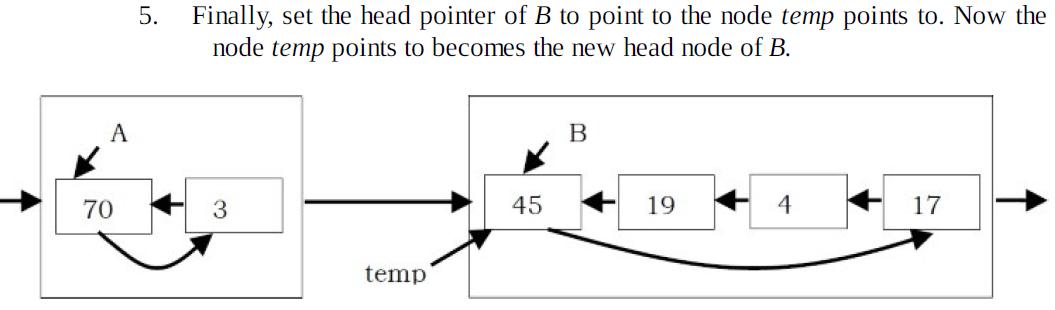 5. Finally, set the head pointer of B to point to the node temp points to. Now the
node temp points to becomes the new head node of B.
A
B
70
3
45
19
4
17
temp